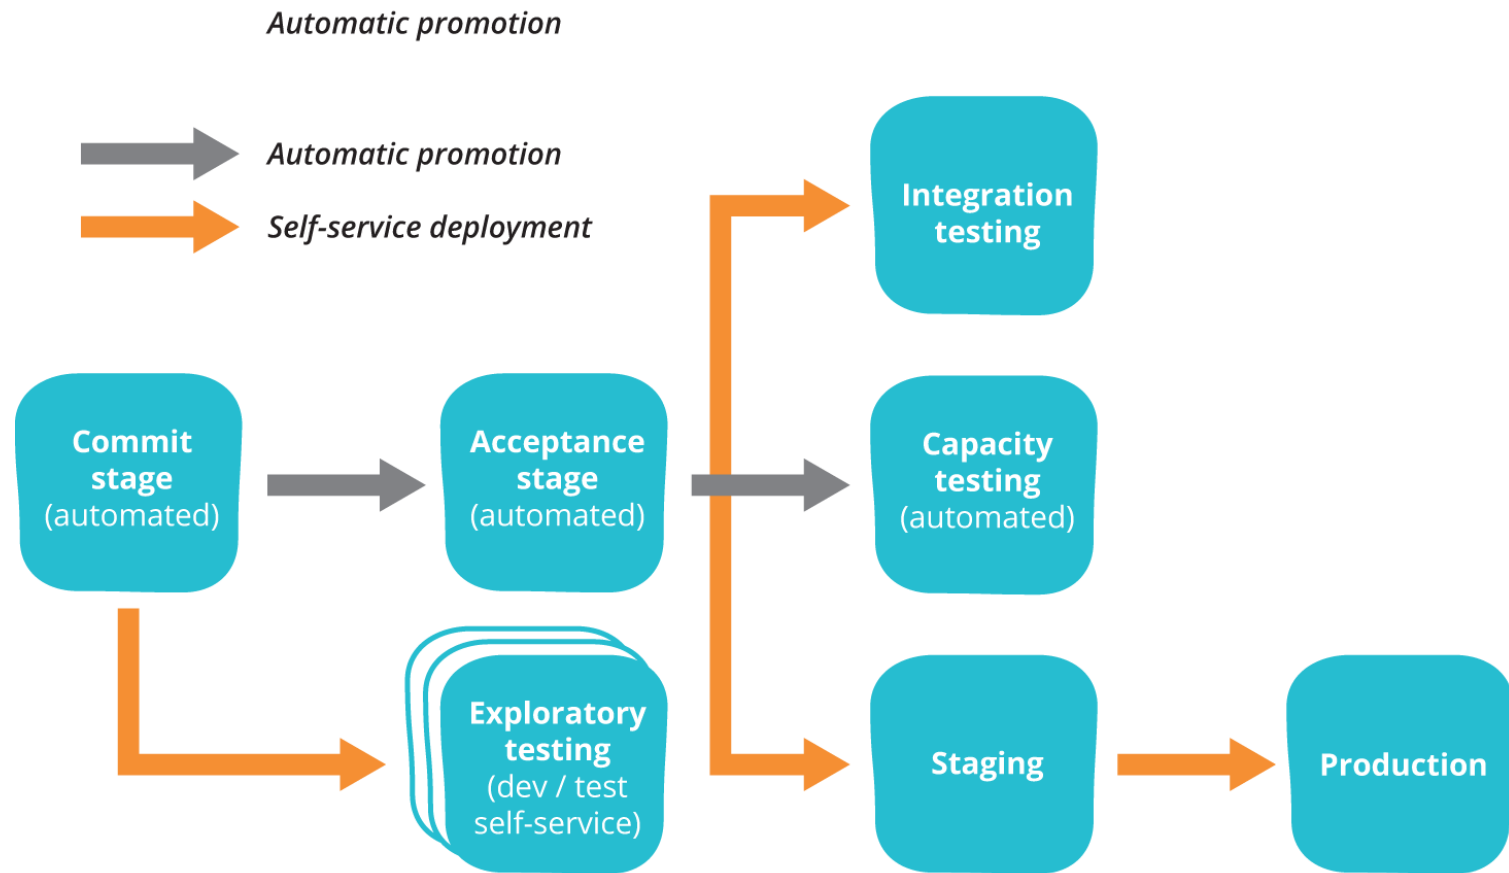 Automatic promotion
Automatic promotion
Self-service deployment
Integration
testing
Commit
stage
(automated)
Acceptance
stage
(automated)
Capacity
testing
(automated)
Exploratory
testing
(dev / test
self-service)
Staging
Production